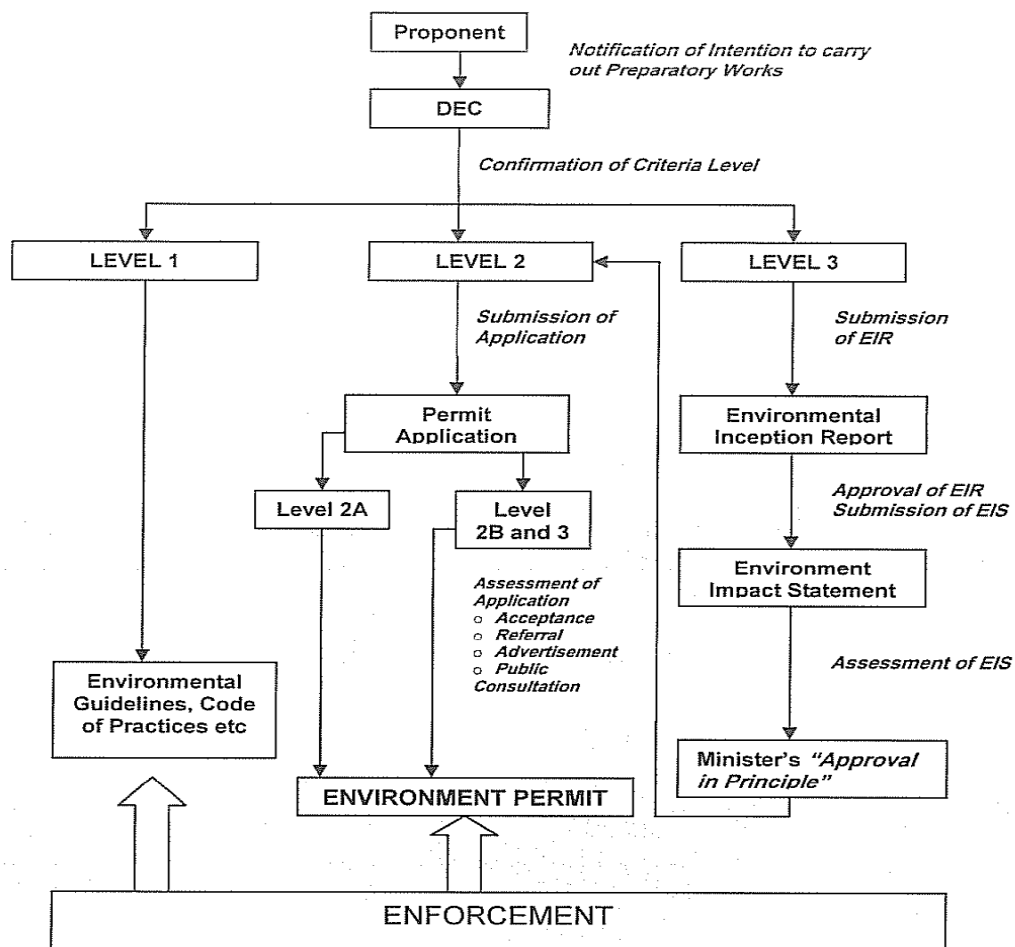 Proponent
Notification of Intention to carry
out Preparatory Works
DEC
Confirmation of Criteria Level
LEVEL 1
LEVEL 2
LEVEL 3
Submission of
Application
Submission
of EIR
Permit
Application
Environmental
Inception Report
Level 2A
Level
2B and 3
Approval of EIR
Submission of EIS
Environment
Impact Statement
Assessment of
Application
o Acceptance
o Referral
o Advertisement
o Public
Consultation
Assessment of EIS
Environmental
Guidelines, Code
of Practices etc
Minister's "Approval
in Principle"
ENVIRONMENT PERMIT
ENFORCEMENT